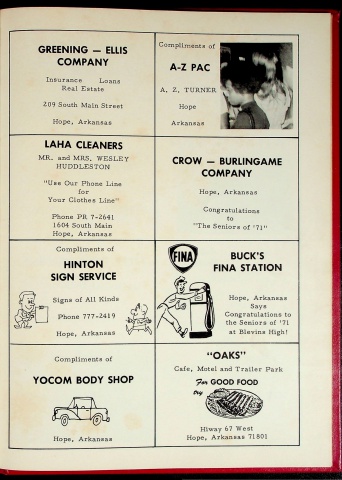 GREENING — ELLIS
COMPANY
Insurance Loans
Real Estate
209 South Main Street
Hope, Arkansas
Compliments of
A-Z PAC
A. Z. TURNER
Hope
Arkansas
LAHA CLEANERS
MR. and MRS. WESLEY
HUDDLESTON
"Use Our Phone Line
for
Your Clothes Line"
Phone PR 7-2641
1604 South Main
Hope, Arkansas
CROW — BURLINGAME
COMPANY
Hope, Arkansas
Congratulations
to
"The Seniors of '71"
Compliments of
HINTON
SIGN SERVICE
Signs of All Kinds
Phone 777-2419
Hope, Arkansas
FINA
BUCK'S
FINA STATION
Hope, Arkansas
Says
Congratulations to
the Seniors of '71
at Blevins High!
Compliments of
YOCOM BODY SHOP
Hope, Arkansas
"OAKS"
Cafe, Motel and Trailer Park
For GOOD FOOD
try
Hiway 67 West
Hope, Arkansas 71801